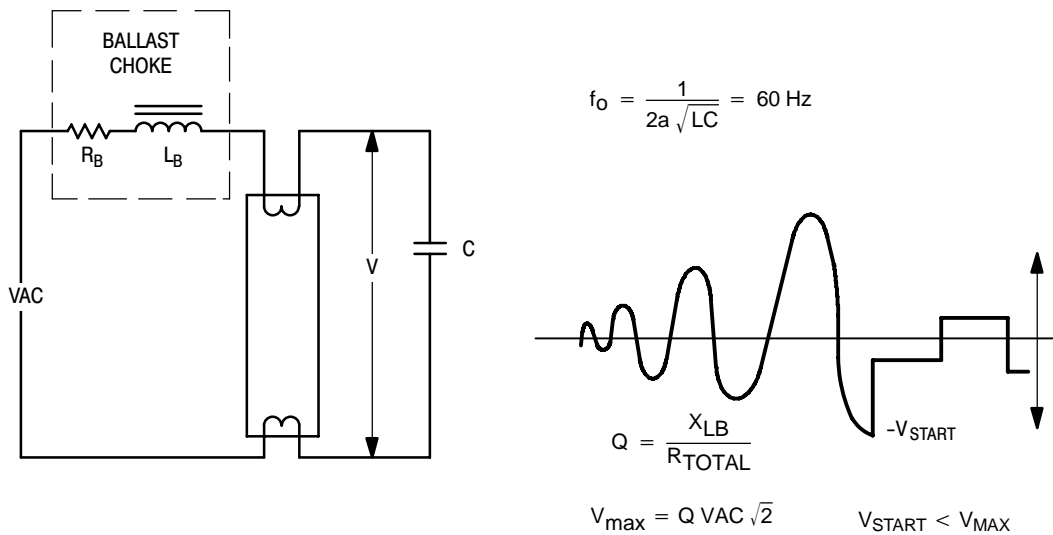 BALLAST
CHOKE
R_B
L_B
VAC
V
C
f_o = 1 / 2a √LC = 60 Hz
-V_START
Q = X_LB / R_TOTAL
V_max = Q VAC √2
V_START < V_MAX